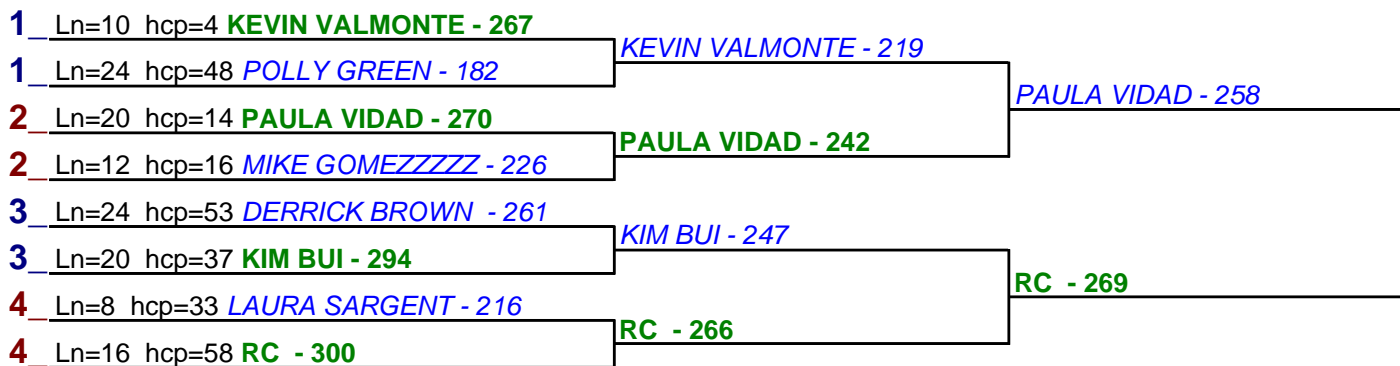 1_ Ln=10 hcp=4 KEVIN VALMONTE - 267
KEVIN VALMONTE - 219
1_ Ln=24 hcp=48 POLLY GREEN - 182
PAULA VIDAD - 258
2_ Ln=20 hcp=14 PAULA VIDAD - 270
PAULA VIDAD - 242
2_ Ln=12 hcp=16 MIKE GOMEZZZZZ - 226
3_ Ln=24 hcp=53 DERRICK BROWN - 261
KIM BUI - 247
3_ Ln=20 hcp=37 KIM BUI - 294
RC - 269
4_ Ln=8 hcp=33 LAURA SARGENT - 216
RC - 266
4_ Ln=16 hcp=58 RC - 300